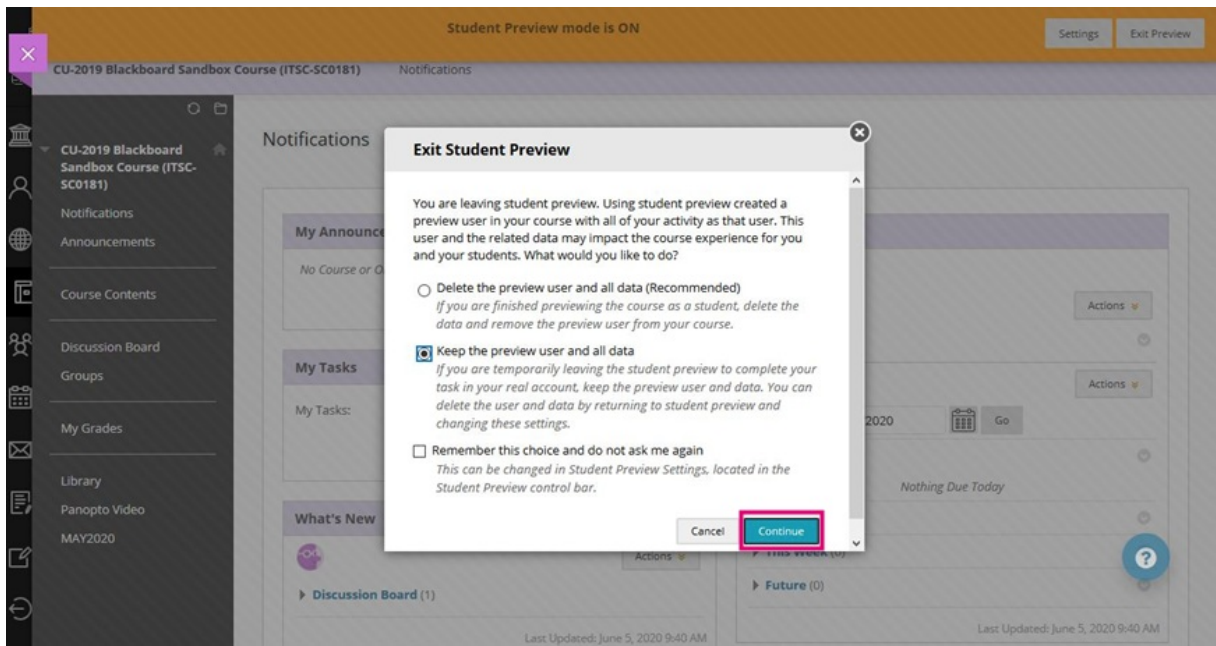 Student Preview mode is ON
Settings
Exit Preview
CU-2019 Blackboard Sandbox Course (ITSC-SC0181)
Notifications
CU-2019 Blackboard
Sandbox Course (ITSC-
SC0181)
Notifications
Announcements
Course Contents
Discussion Board
Groups
My Grades
Library
Panopto Video
MAY2020
Notifications
My Announce
No Course or O
My Tasks
My Tasks:
What's New
Actions
Discussion Board (1)
Last Updated: June 5, 2020 9:40 AM
Exit Student Preview
You are leaving student preview. Using student preview created a
preview user in your course with all of your activity as that user. This
user and the related data may impact the course experience for you
and your students. What would you like to do?
Delete the preview user and all data (Recommended)
If you are finished previewing the course as a student, delete the
data and remove the preview user from your course.
Keep the preview user and all data
If you are temporarily leaving the student preview to complete your
task in your real account, keep the preview user and data. You can
delete the user and data by returning to student preview and
changing these settings.
Remember this choice and do not ask me again
This can be changed in Student Preview Settings, located in the
Student Preview control bar.
Cancel
Continue
Actions
Actions
2020
Go
Nothing Due Today
This Week (0)
Future (0)
Last Updated: June 5, 2020 9:40 AM
?